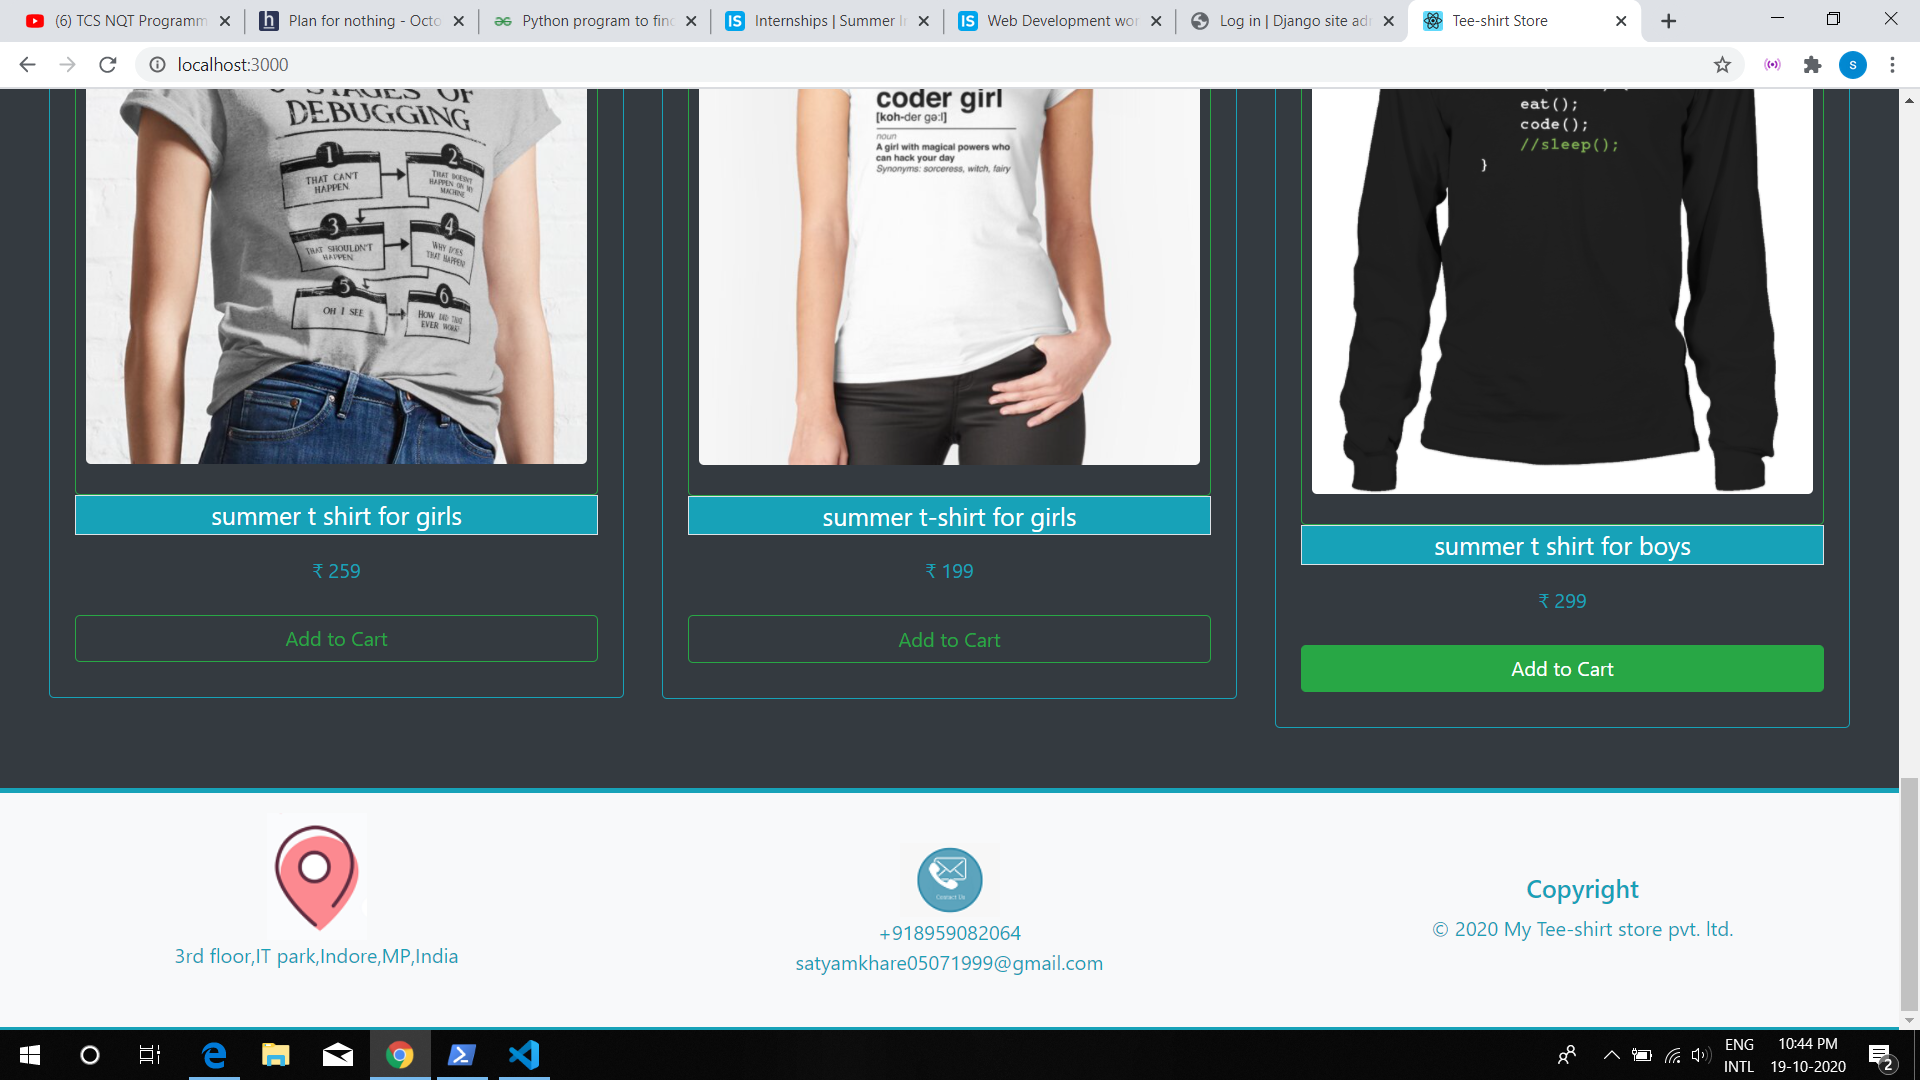 (6) TCS NQT Programm
Plan for nothing - Octo
Python program to find
Internships | Summer In
Web Development wor
Log in | Django site adm
Tee-shirt Store
localhost:3000
S
6 STAGES OF
DEBUGGING
1
THAT CAN'T
HAPPEN
2
THAT DOESN'T
HAPPEN ON MY
MACHINE
3
THAT SHOULDN'T
HAPPEN
4
WHY DOES
THAT HAPPEN?
5
OH I SEE
6
HOW DID THAT
EVER WORK?
coder girl
[koh-der gə:l]
noun
A girl with magical powers who
can hack your day
Synonyms: sorceress, witch, fairy
eat();
code();
//sleep();
}
summer t shirt for girls
₹ 259
Add to Cart
summer t-shirt for girls
₹ 199
Add to Cart
summer t shirt for boys
₹ 299
Add to Cart
3rd floor,IT park,Indore,MP,India
Contact Us
+918959082064
satyamkhare05071999@gmail.com
Copyright
© 2020 My Tee-shirt store pvt. ltd.
ENG
INTL
10:44 PM
19-10-2020
2